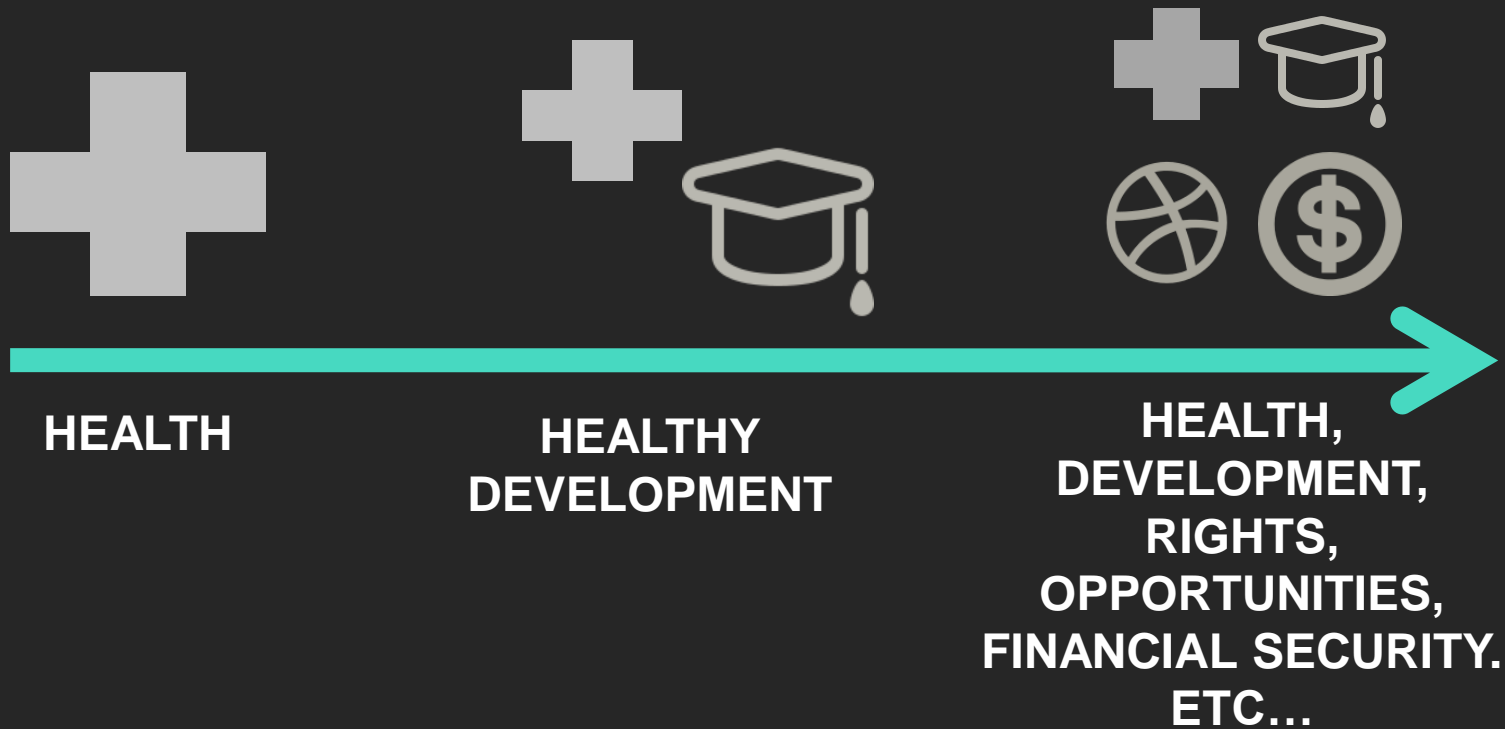 HEALTH
HEALTHY
DEVELOPMENT
HEALTH,
DEVELOPMENT,
RIGHTS,
OPPORTUNITIES,
FINANCIAL SECURITY.
ETC…